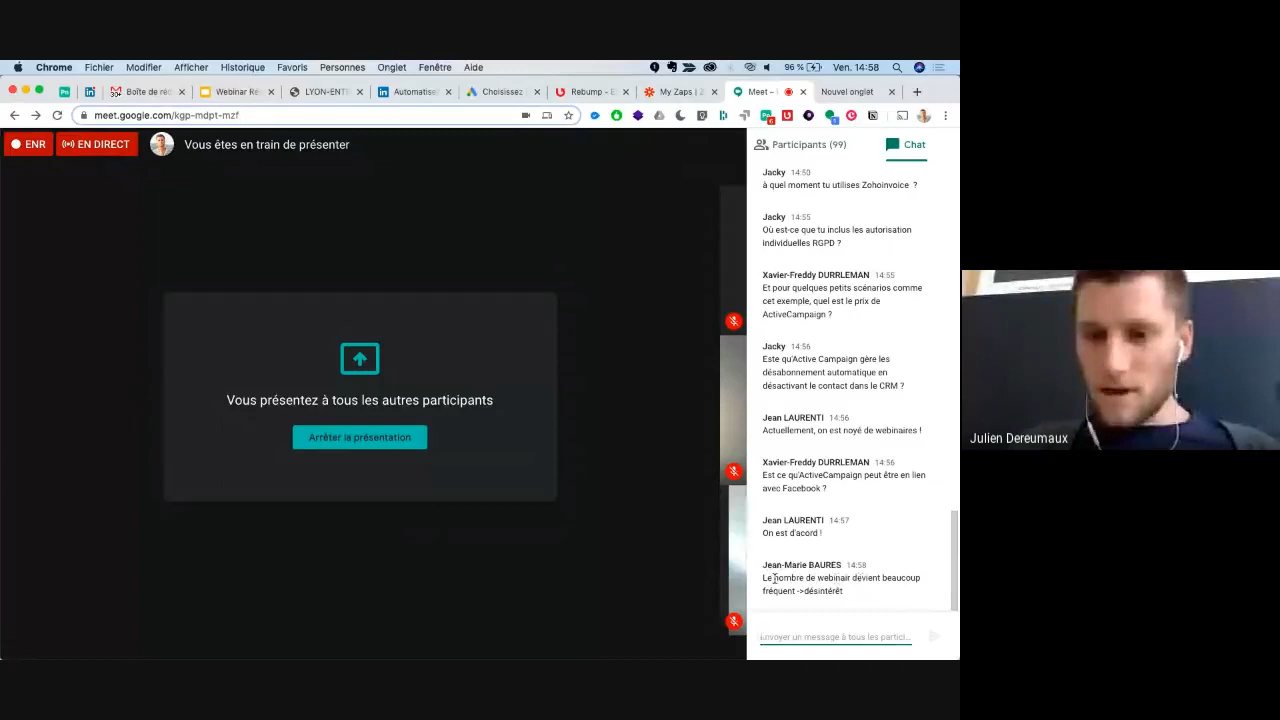 Chrome Fichier Modifier Afficher Historique Favoris Personnes Onglet Fenêtre Aide 96 % Ven. 14:58
Boîte de réc Webinar Ré LYON-ENT Automatise Choisissez Rebump - E My Zaps | Z Meet – Nouvel onglet
meet.google.com/kgp-mdpt-mzf
ENR EN DIRECT Vous êtes en train de présenter
Participants (99) Chat
Jacky 14:50
à quel moment tu utilises Zohoinvoice ?
Jacky 14:55
Où est-ce que tu inclus les autorisation
individuelles RGPD ?
Xavier-Freddy DURRLEMAN 14:55
Et pour quelques petits scénarios comme
cet exemple, quel est le prix de
ActiveCampaign ?
Jacky 14:56
Este qu'Active Campaign gère les
désabonnement automatique en
désactivant le contact dans le CRM ?
Jean LAURENTI 14:56
Actuellement, on est noyé de webinaires !
Xavier-Freddy DURRLEMAN 14:56
Est ce qu'ActiveCampaign peut être en lien
avec Facebook ?
Jean LAURENTI 14:57
On est d'acord !
Jean-Marie BAURES 14:58
Le nombre de webinair devient beaucoup
fréquent ->désintérêt
Envoyer un message à tous les partici...
Vous présentez à tous les autres participants
Arrêter la présentation
Julien Dereumaux